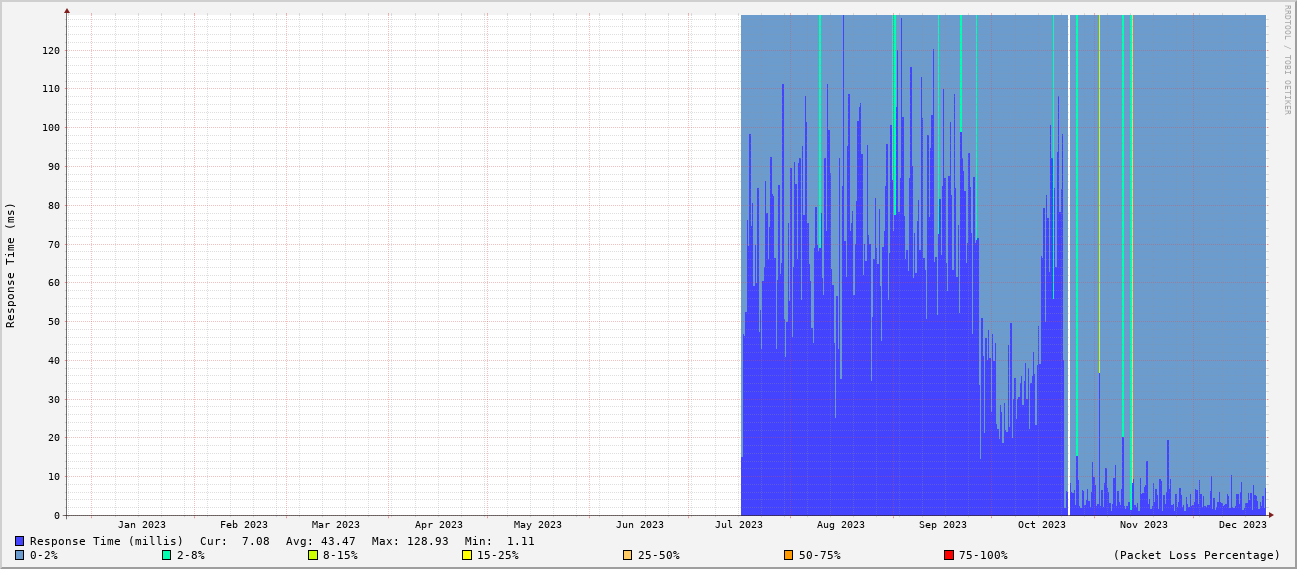 RRDTOOL / TOBI OETIKER
Response Time (ms)
120
110
100
90
80
70
60
50
40
30
20
10
0
Jan 2023 Feb 2023 Mar 2023 Apr 2023 May 2023 Jun 2023 Jul 2023 Aug 2023 Sep 2023 Oct 2023 Nov 2023 Dec 2023
Response Time (millis) Cur: 7.08 Avg: 43.47 Max: 128.93 Min: 1.11
0-2% 2-8% 8-15% 15-25% 25-50% 50-75% 75-100% (Packet Loss Percentage)